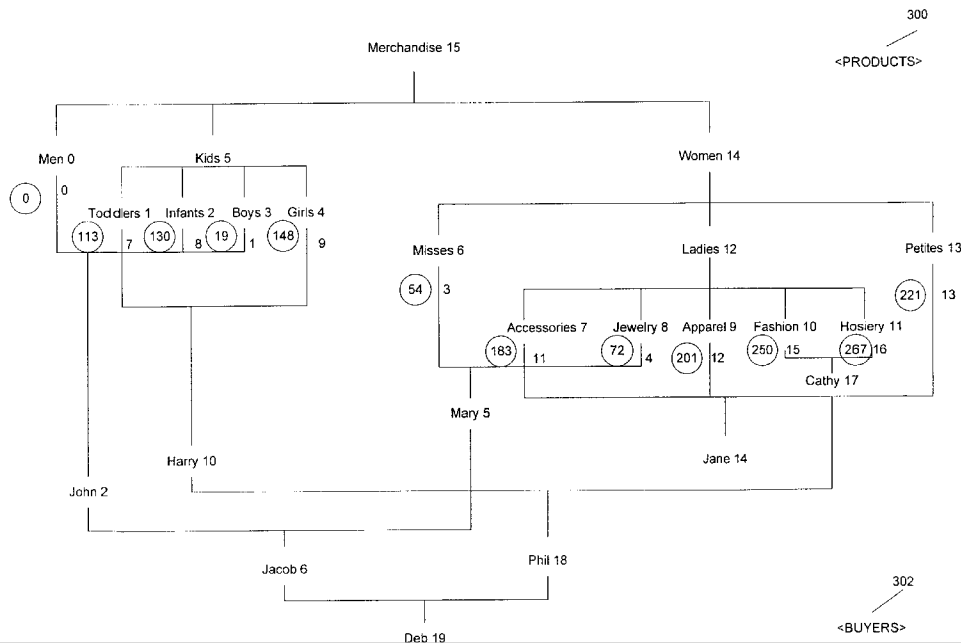 300
Merchandise 15
<PRODUCTS>
Men 0
Kids 5
Women 14
0
0
Toddlers 1
Infants 2
Boys 3
Girls 4
113
7
130
8
19
1
148
9
Misses 6
Ladies 12
Petites 13
54
3
221
13
Accessories 7
Jewelry 8
Apparel 9
Fashion 10
Hosiery 11
183
11
72
4
201
12
250
15
267
16
Cathy 17
Mary 5
Harry 10
Jane 14
John 2
Jacob 6
Phil 18
302
Deb 19
<BUYERS>